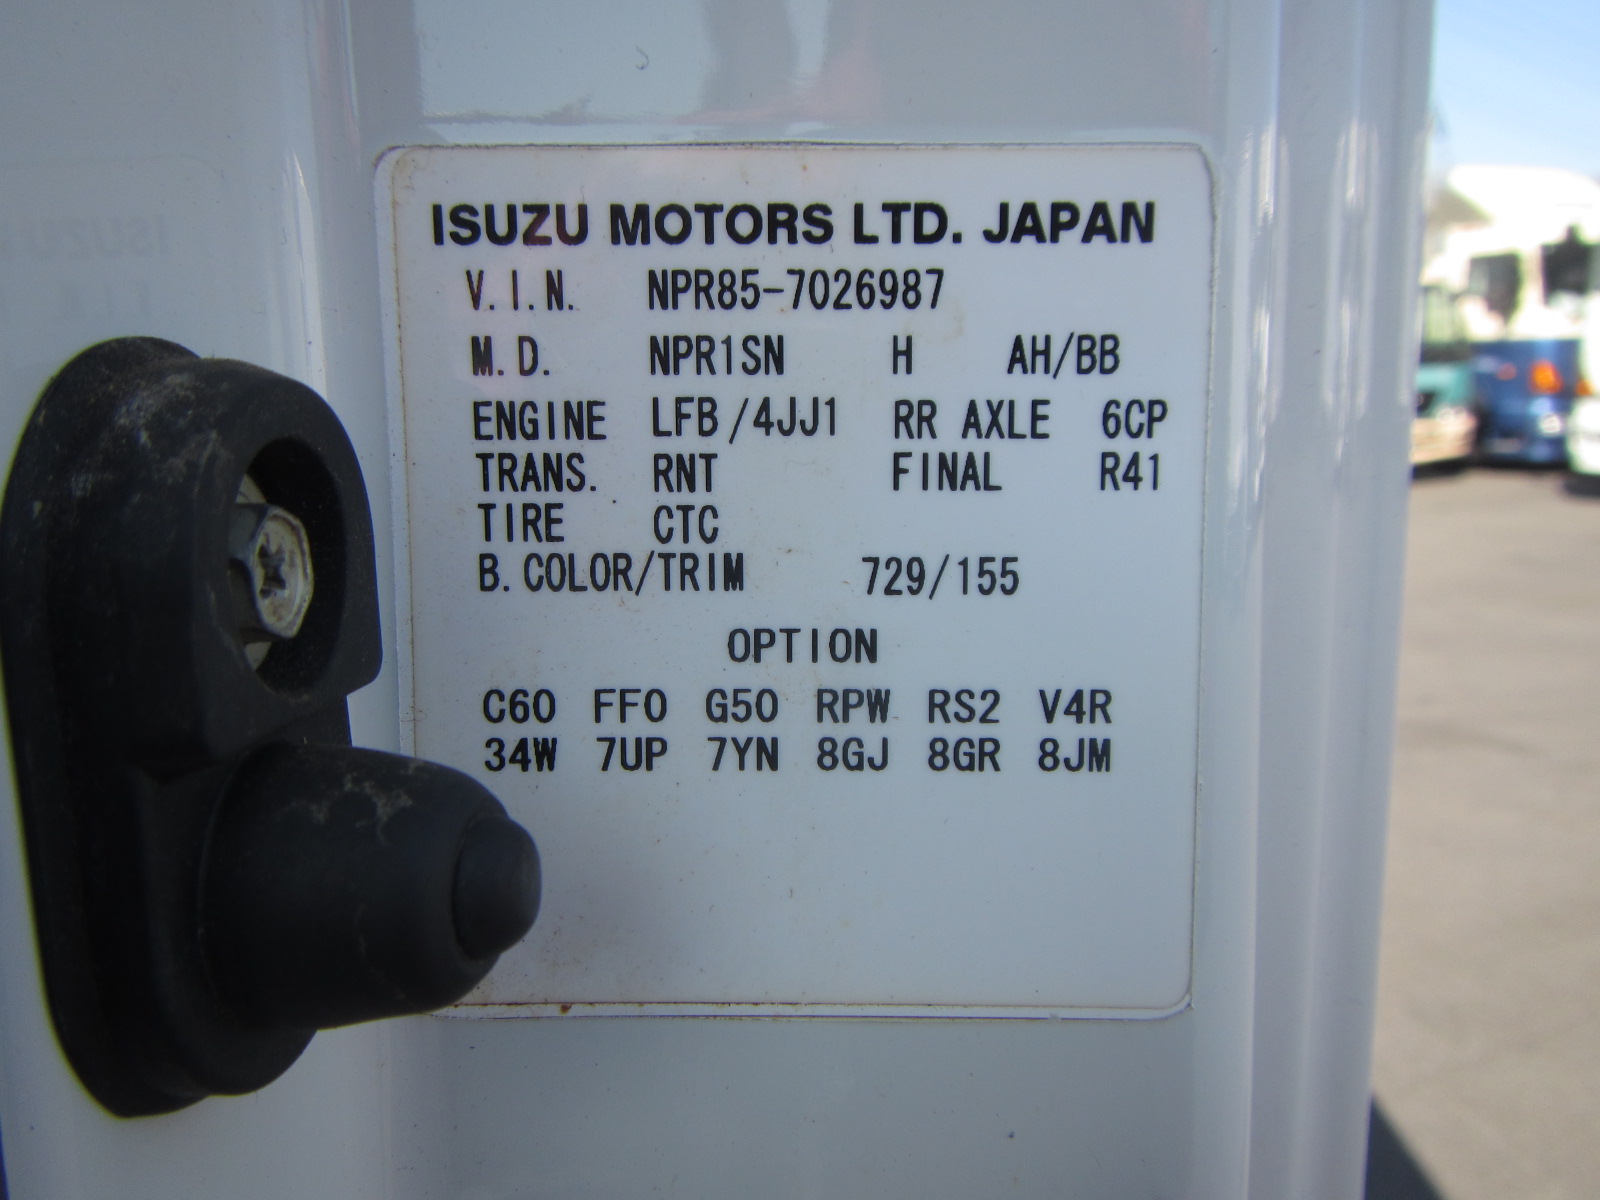 ISUZU MOTORS LTD. JAPAN
V.I.N. NPR85-7026987
M.D. NPR1SN H AH/BB
ENGINE LFB/4JJ1 RR AXLE 6CP
TRANS. RNT FINAL R41
TIRE CTC
B.COLOR/TRIM 729/155
OPTION
C60 FF0 G50 RPW RS2 V4R
34W 7UP 7YN 8GJ 8GR 8JM